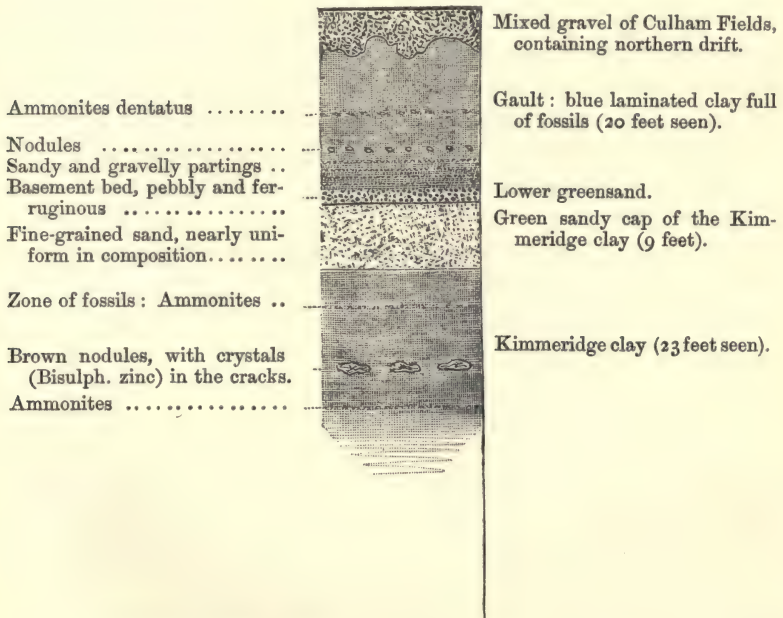 Mixed gravel of Culham Fields,
containing northern drift.
Ammonites dentatus ........
Gault: blue laminated clay full
of fossils (20 feet seen).
Nodules .................
Sandy and gravelly partings ..
Basement bed, pebbly and fer-
ruginous ...............
Lower greensand.
Green sandy cap of the Kim-
meridge clay (9 feet).
Fine-grained sand, nearly uni-
form in composition........
Zone of fossils: Ammonites ..
Kimmeridge clay (23 feet seen).
Brown nodules, with crystals
(Bisulph. zinc) in the cracks.
Ammonites ...............